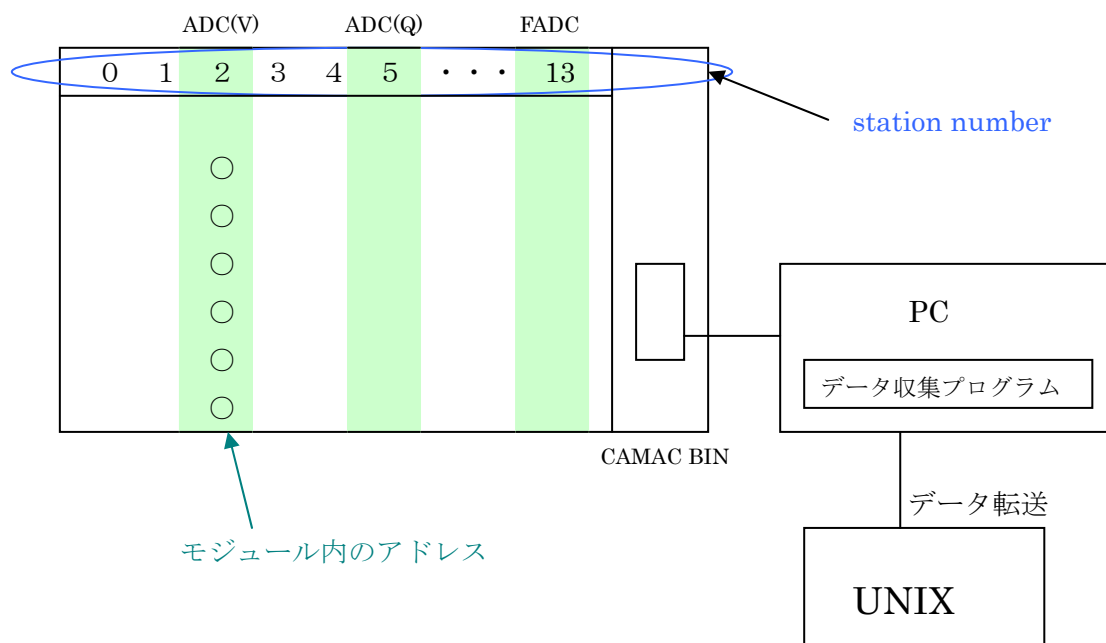 ADC(V) ADC(Q) FADC
0 1 2 3 4 5 ・・・ 13
station number
PC
データ収集プログラム
CAMAC BIN
データ転送
モジュール内のアドレス
UNIX